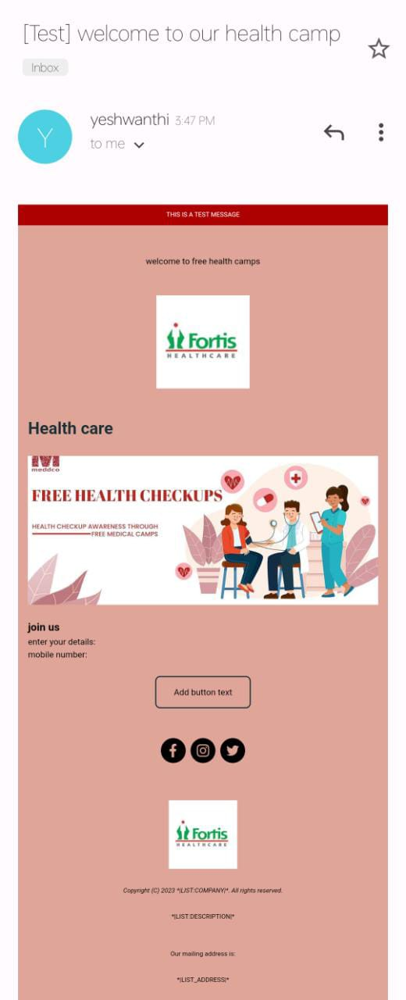 [Test] welcome to our health camp
Inbox
Y
yeshwanthi 3:47 PM
to me
THIS IS A TEST MESSAGE
welcome to free health camps
Fortis
HEALTHCARE
Health care
M
meddco
FREE HEALTH CHECKUPS
HEALTH CHECKUP AWARENESS THROUGH
FREE MEDICAL CAMPS
join us
enter your details:
mobile number:
Add button text
Fortis
HEALTHCARE
Copyright (C) 2023 *|LIST:COMPANY|*. All rights reserved.
*|LIST:DESCRIPTION|*
Our mailing address is:
*|LIST_ADDRESS|*